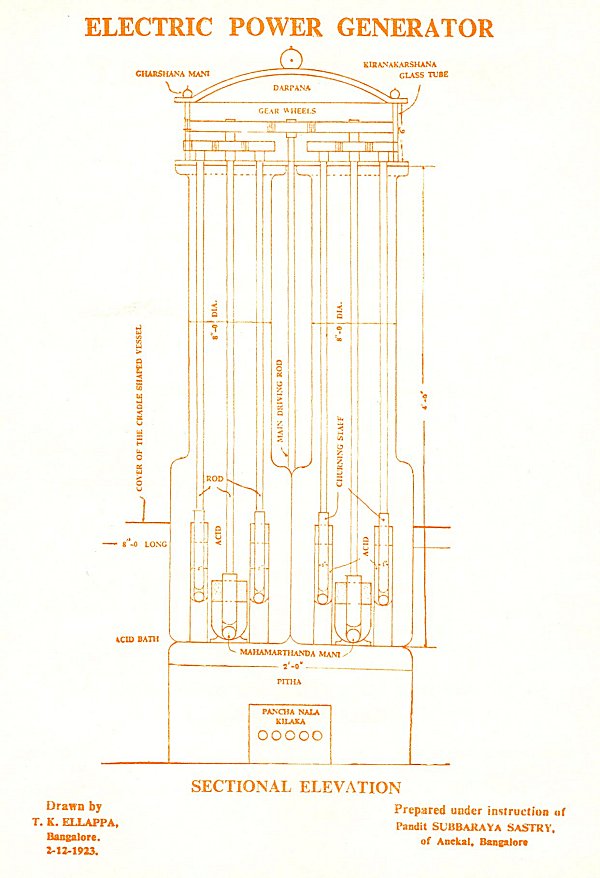 ELECTRIC POWER GENERATOR
GHARSHANA MANI
KIRANAKARSHANA
GLASS TUBE
DARPANA
GEAR WHEELS
8"-0 DIA.
8"-0 DIA.
4'-0"
COVER OF THE CRADLE SHAPED VESSEL
MAIN DRIVING ROD
CHURNING STAFF
ROD
ACID
ACID
8"-0 LONG
ACID BATH
MAHAMARTHANDA MANI
2'-0"
PITHA
PANCHA NALA
KILAKA
SECTIONAL ELEVATION
Drawn by
T. K. ELLAPPA,
Bangalore.
2-12-1923.
Prepared under instruction of
Pandit SUBBARAYA SASTRY,
of Anekal, Bangalore